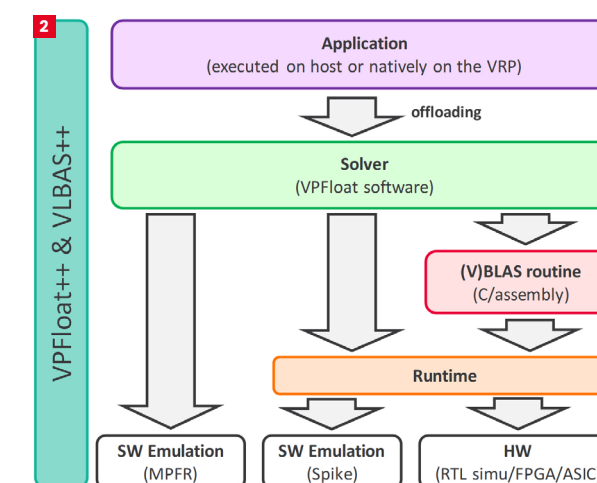 2
VPFloat++ & VLBAS++
Application
(executed on host or natively on the VRP)
offloading
Solver
(VPFloat software)
(V)BLAS routine
(C/assembly)
Runtime
SW Emulation
(MPFR)
SW Emulation
(Spike)
HW
(RTL simu/FPGA/ASIC